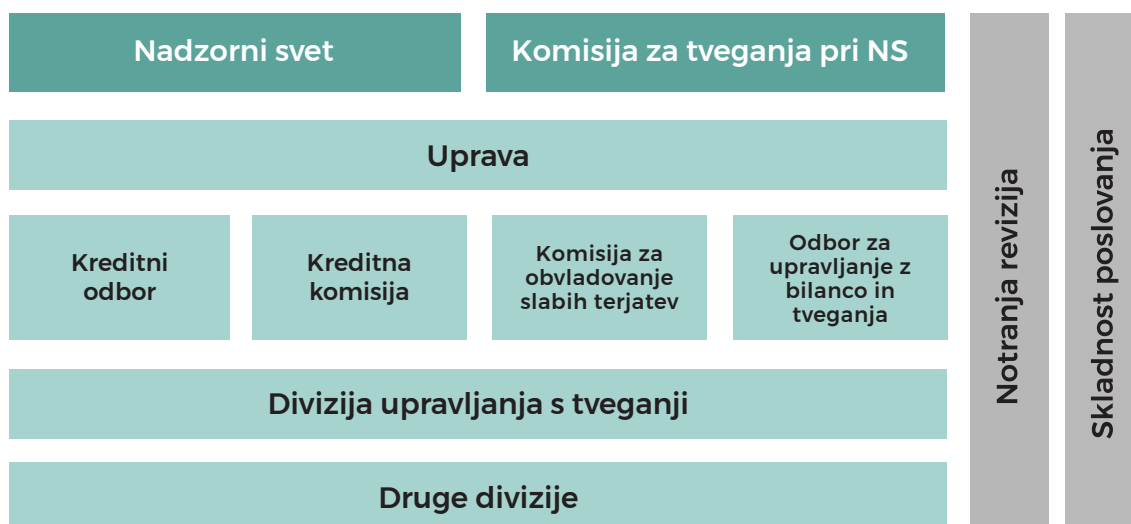 Nadzorni svet
Komisija za tveganja pri NS
Uprava
Kreditni
odbor
Kreditna
komisija
Komisija za
obvladovanje
slabih terjatev
Odbor za
upravljanje z
bilanco in
tveganja
Divizija upravljanja s tveganji
Druge divizije
Notranja revizija
Skladnost poslovanja